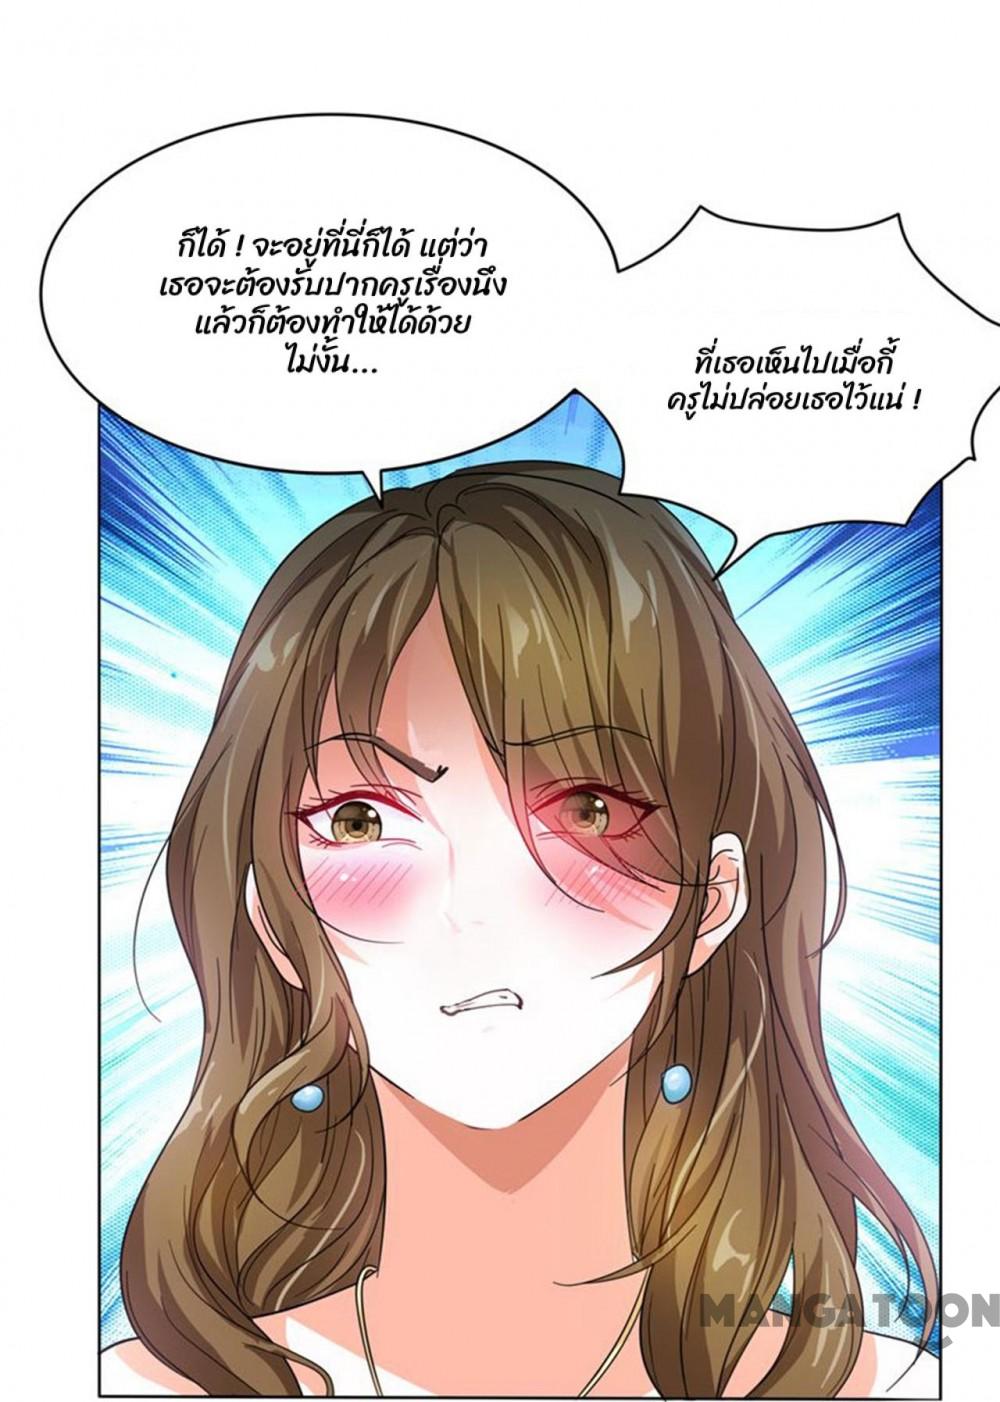 ก็ได้ ! จะอยู่ที่นี่ก็ได้ แต่ว่า
เธอจะต้องรับปากครูเรื่องนึง
แล้วก็ต้องทำให้ได้ด้วย
ไม่งั้น...
ที่เธอเห็นไปเมื่อกี้
ครูไม่ปล่อยเธอไว้แน่ !
MANGATOON